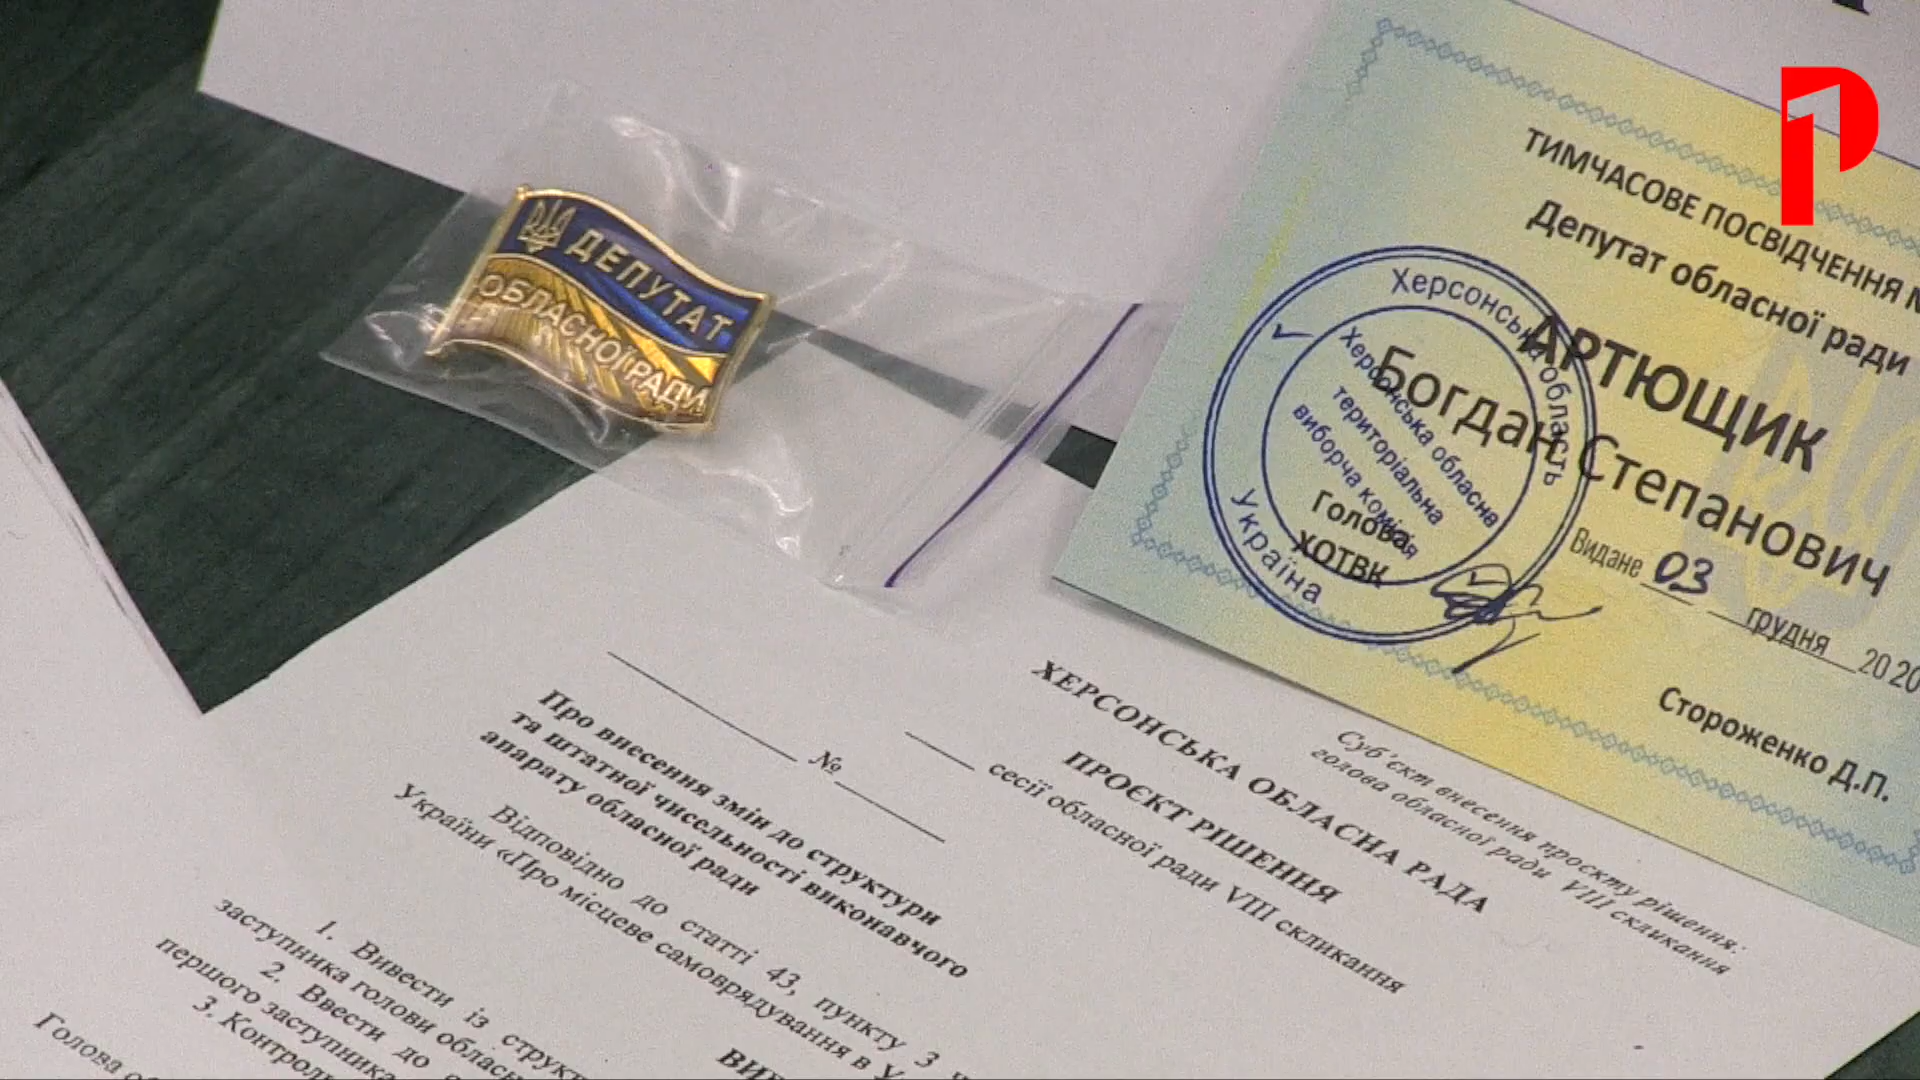 ДЕПУТАТ
ОБЛАСНОЇ РАДИ
ТИМЧАСОВЕ ПОСВІДЧЕННЯ
Депутат обласної ради
АРТЮЩИК
Богдан Степанович
Видане 03 грудня 2020
Голова
ХОТВК
Стороженко Д.П.
Херсонська область
Україна
Херсонська обласна
територіальна
виборча комісія
Суб'єкт внесення проєкту рішення:
голова обласної ради VIII скликання
ХЕРСОНСЬКА ОБЛАСНА РАДА
ПРОЄКТ РІШЕННЯ
сесії обласної ради VIII скликання
№
Про внесення змін до структури
та штатної чисельності виконавчого
апарату обласної ради
Відповідно до статті 43, пункту 3
України «Про місцеве самоврядування в
1. Вивести із
заступника голови
2. Ввести до
першого заступника
3.
Голова